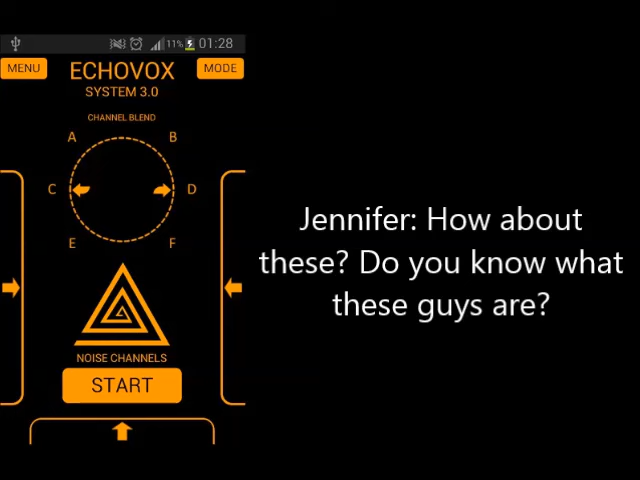 11% 01:28
MENU
ECHOVOX
MODE
SYSTEM 3.0
CHANNEL BLEND
A B
C D
E F
NOISE CHANNELS
START
Jennifer: How about
these? Do you know what
these guys are?